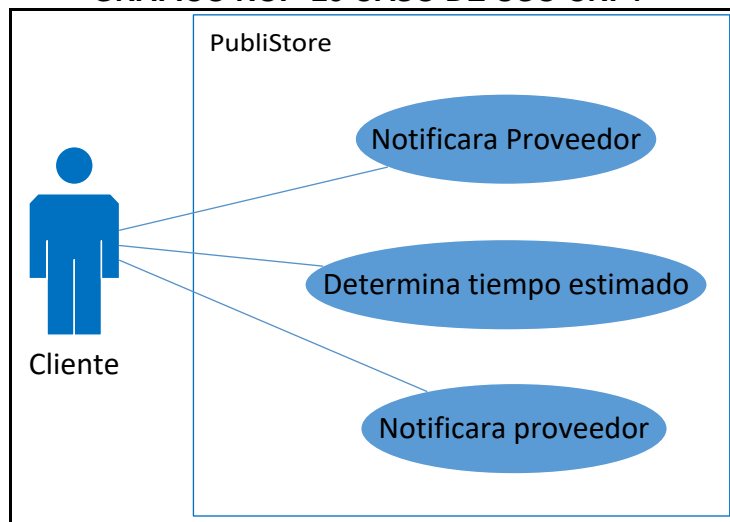 PubliStore
Notificara Proveedor
Determina tiempo estimado
Cliente
Notificara proveedor